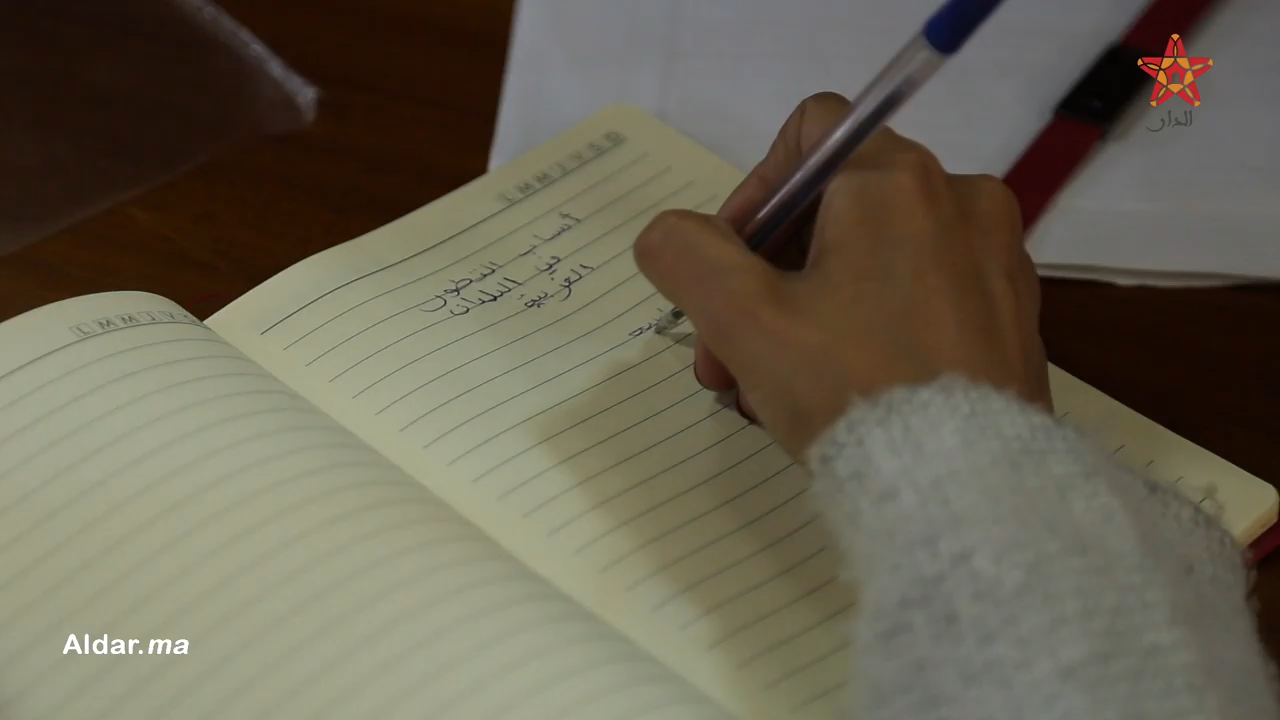 L M M J V S D
أسباب التطور
في البلدان
العربية
L M M J V S
الدار
Aldar.ma